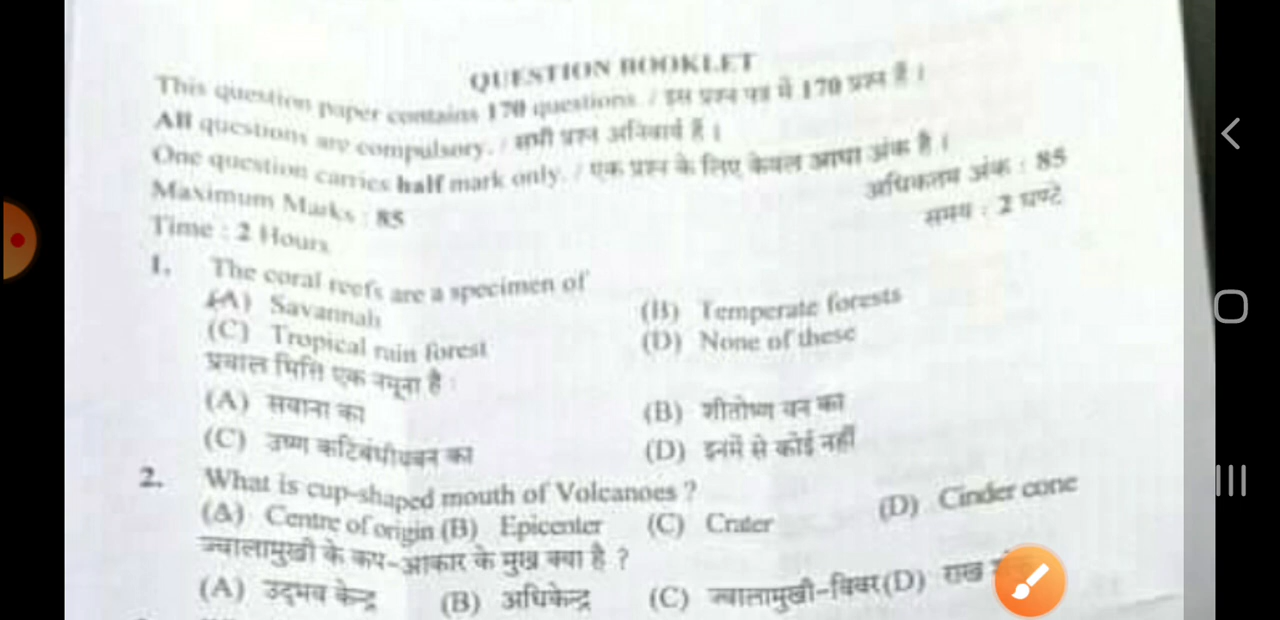 QUESTION BOOKLET
This question paper contains 170 questions. / इस प्रश्न पत्र में 170 प्रश्न हैं।
All questions are compulsory. / सभी प्रश्न अनिवार्य हैं।
One question carries half mark only. / एक प्रश्न के लिए केवल आधा अंक है।
Maximum Marks : 85 अधिकतम अंक : 85
Time : 2 Hours समय : 2 घण्टे
1. The coral reefs are a specimen of
(A) Savannah (B) Temperate forests
(C) Tropical rain forest (D) None of these
प्रवाल भित्ति एक नमूना है :
(A) सवाना का (B) शीतोष्ण वन का
(C) उष्ण कटिबंधीयवन का (D) इनमें से कोई नहीं
2. What is cup-shaped mouth of Volcanoes ?
(A) Centre of origin (B) Epicenter (C) Crater (D) Cinder cone
ज्वालामुखी के कप-आकार के मुख क्या है ?
(A) उद्भव केन्द्र (B) अधिकेन्द्र (C) ज्वालामुखी-विवर (D) राख